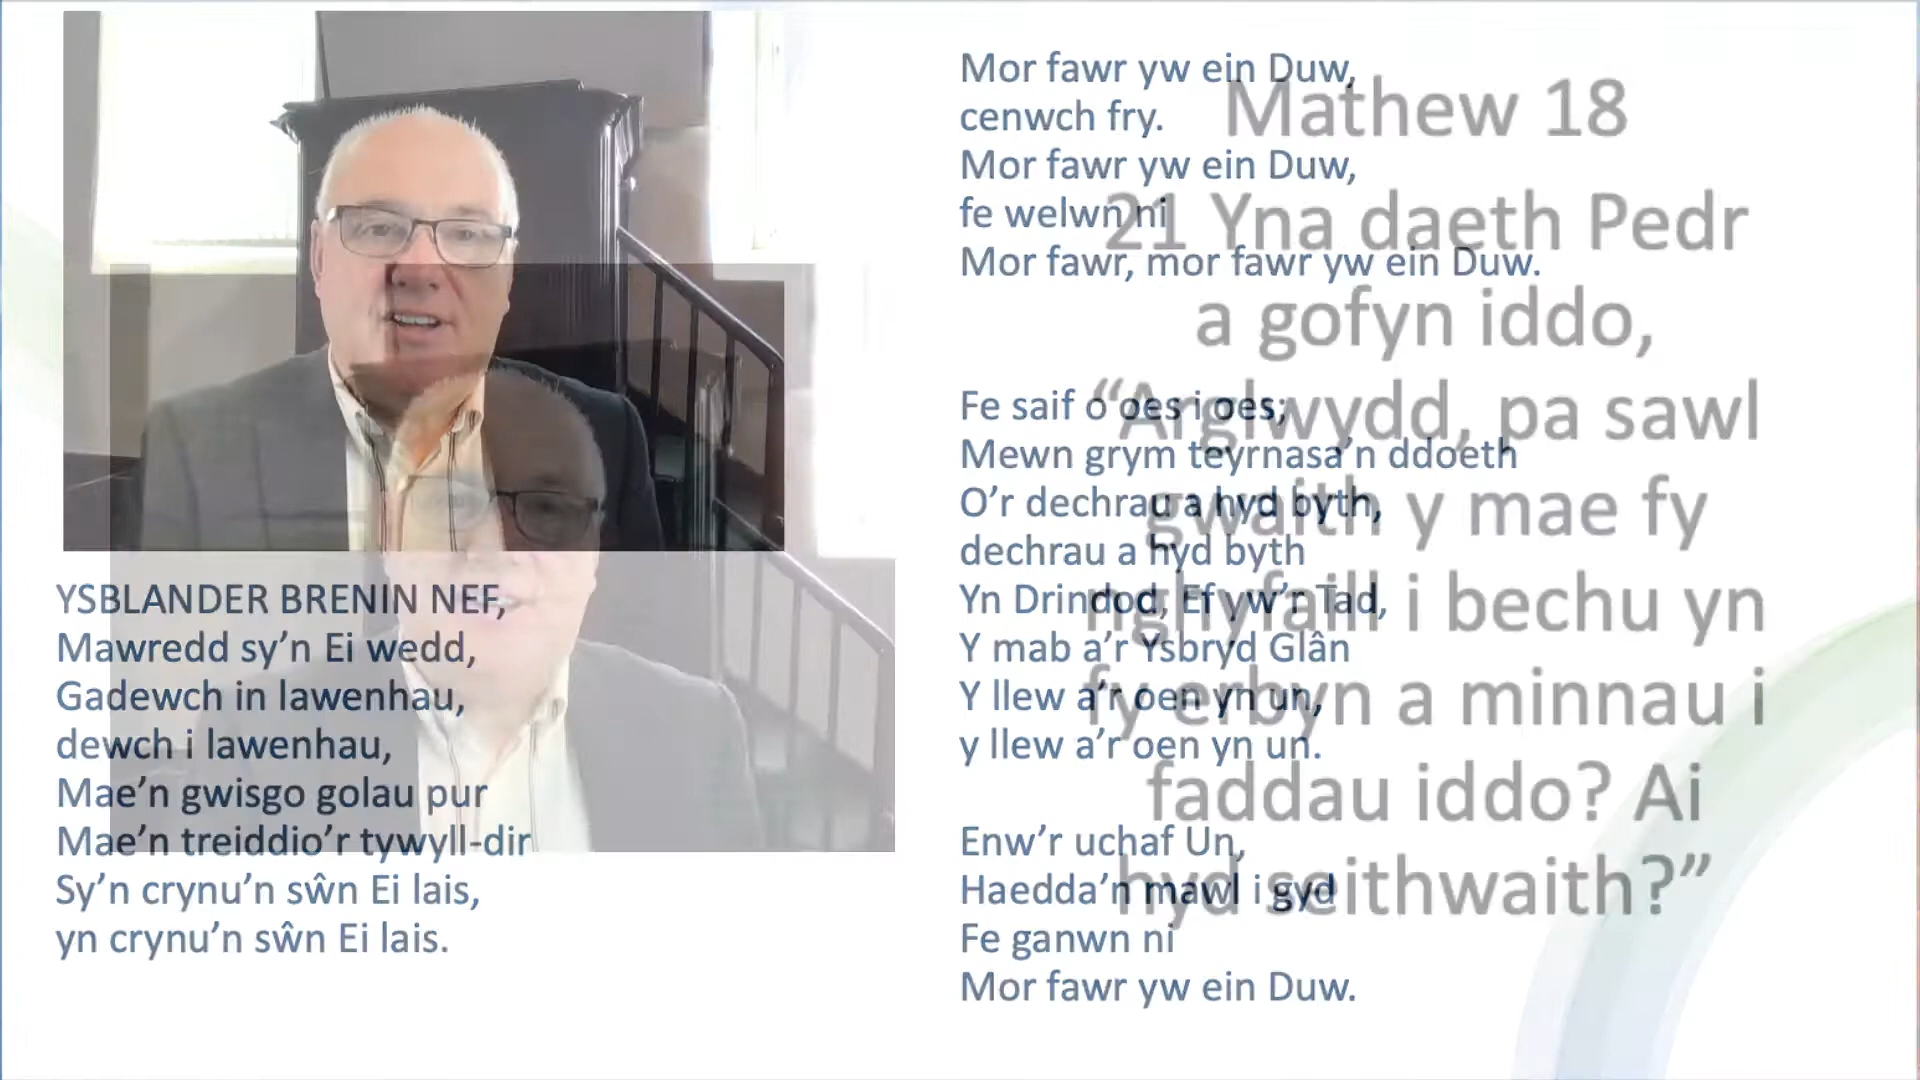 YSBLANDER BRENIN NEF,
Mawredd sy’n Ei wedd,
Gadewch in lawenhau,
dewch i lawenhau,
Mae’n gwisgo golau pur
Mae’n treiddio’r tywyll-dir
Sy’n crynu’n sŵn Ei lais,
yn crynu’n sŵn Ei lais.
Mor fawr yw ein Duw,
cenwch fry.
Mor fawr yw ein Duw,
fe welwn ni
Mor fawr, mor fawr yw ein Duw.
Fe saif o oes i oes;
Mewn grym teyrnasa’n ddoeth
O’r dechrau a hyd byth,
dechrau a hyd byth
Yn Drindod, Ef yw’r Tad,
Y mab a’r Ysbryd Glân
Y llew a’r oen yn un,
y llew a’r oen yn un.
Enw’r uchaf Un,
Haedda’n mawl i gyd
Fe ganwn ni
Mor fawr yw ein Duw.
Mathew 18
21 Yna daeth Pedr
a gofyn iddo,
“Arglwydd, pa sawl
gwaith y mae fy
nghyfaill i bechu yn
fy erbyn a minnau i
faddau iddo? Ai
hyd seithwaith?”